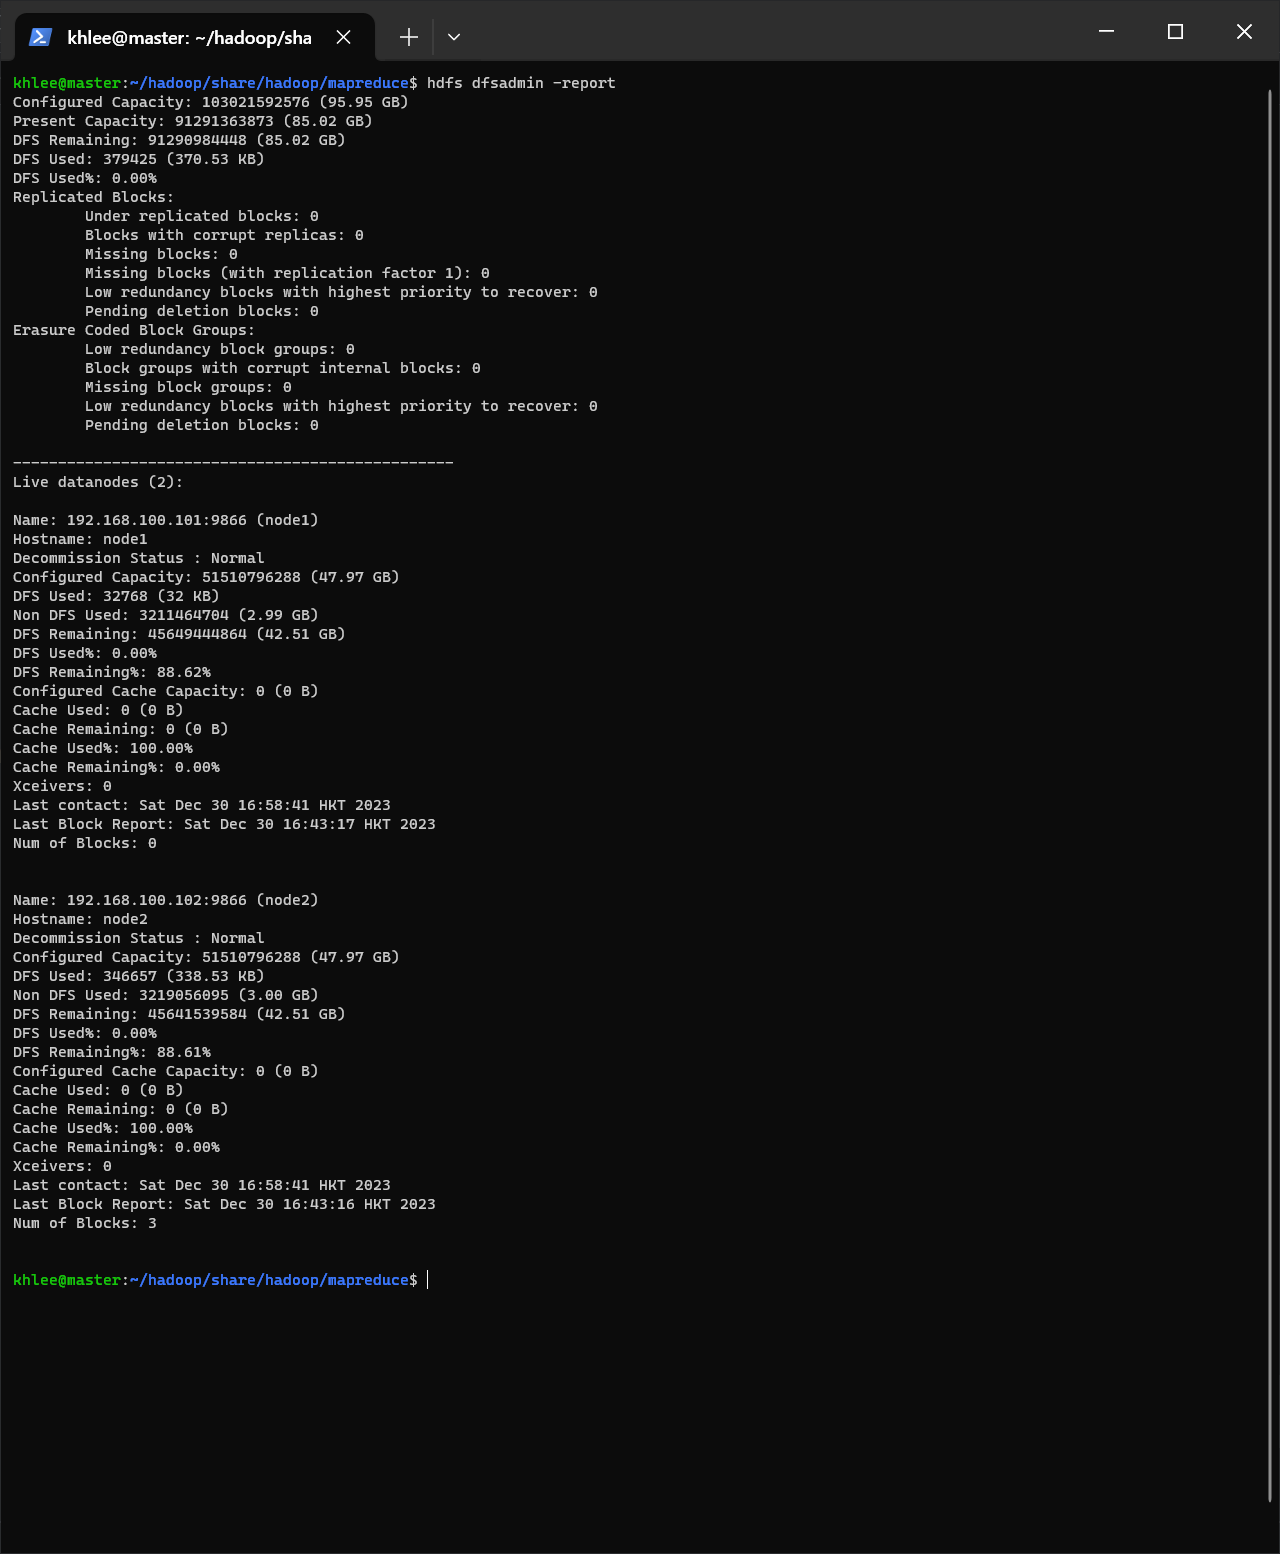 khlee@master: ~/hadoop/sha
khlee@master:~/hadoop/share/hadoop/mapreduce$ hdfs dfsadmin -report
Configured Capacity: 103021592576 (95.95 GB)
Present Capacity: 91291363873 (85.02 GB)
DFS Remaining: 91290984448 (85.02 GB)
DFS Used: 379425 (370.53 KB)
DFS Used%: 0.00%
Replicated Blocks:
Under replicated blocks: 0
Blocks with corrupt replicas: 0
Missing blocks: 0
Missing blocks (with replication factor 1): 0
Low redundancy blocks with highest priority to recover: 0
Pending deletion blocks: 0
Erasure Coded Block Groups:
Low redundancy block groups: 0
Block groups with corrupt internal blocks: 0
Missing block groups: 0
Low redundancy blocks with highest priority to recover: 0
Pending deletion blocks: 0
-------------------------------------------------
Live datanodes (2):
Name: 192.168.100.101:9866 (node1)
Hostname: node1
Decommission Status : Normal
Configured Capacity: 51510796288 (47.97 GB)
DFS Used: 32768 (32 KB)
Non DFS Used: 3211464704 (2.99 GB)
DFS Remaining: 45649444864 (42.51 GB)
DFS Used%: 0.00%
DFS Remaining%: 88.62%
Configured Cache Capacity: 0 (0 B)
Cache Used: 0 (0 B)
Cache Remaining: 0 (0 B)
Cache Used%: 100.00%
Cache Remaining%: 0.00%
Xceivers: 0
Last contact: Sat Dec 30 16:58:41 HKT 2023
Last Block Report: Sat Dec 30 16:43:17 HKT 2023
Num of Blocks: 0
Name: 192.168.100.102:9866 (node2)
Hostname: node2
Decommission Status : Normal
Configured Capacity: 51510796288 (47.97 GB)
DFS Used: 346657 (338.53 KB)
Non DFS Used: 3219056095 (3.00 GB)
DFS Remaining: 45641539584 (42.51 GB)
DFS Used%: 0.00%
DFS Remaining%: 88.61%
Configured Cache Capacity: 0 (0 B)
Cache Used: 0 (0 B)
Cache Remaining: 0 (0 B)
Cache Used%: 100.00%
Cache Remaining%: 0.00%
Xceivers: 0
Last contact: Sat Dec 30 16:58:41 HKT 2023
Last Block Report: Sat Dec 30 16:43:16 HKT 2023
Num of Blocks: 3
khlee@master:~/hadoop/share/hadoop/mapreduce$